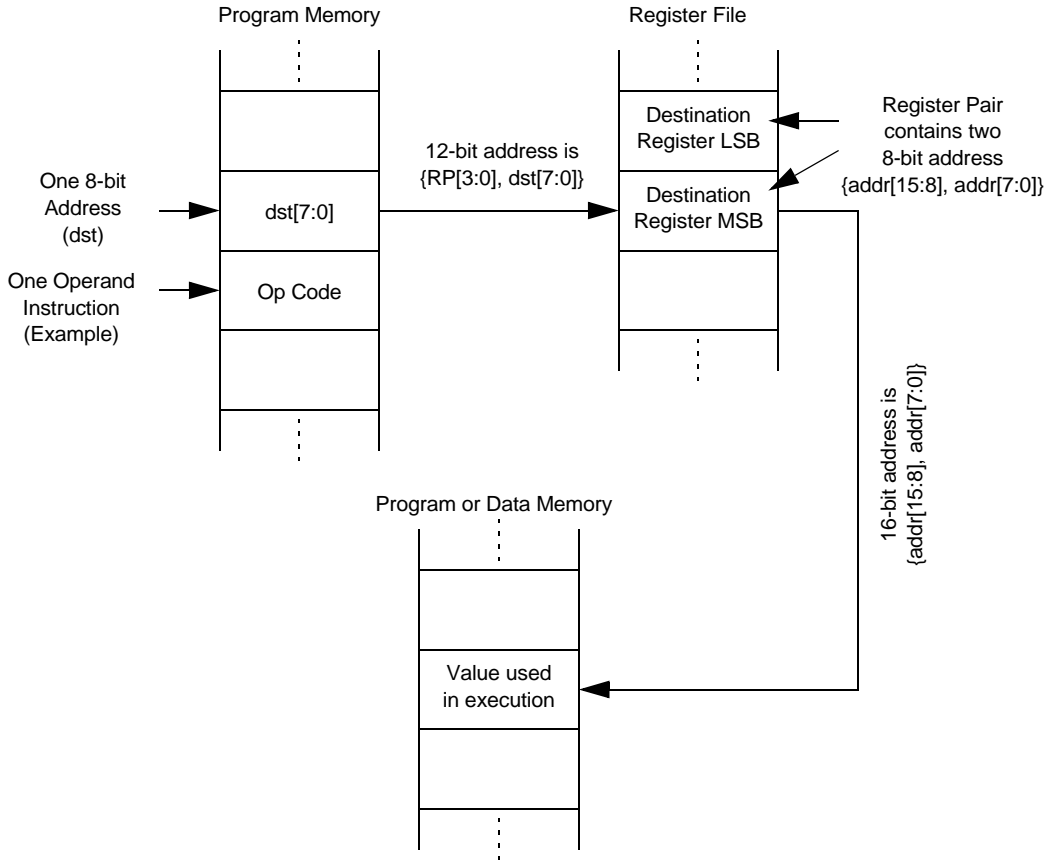 Program Memory
Register File
Destination
Register LSB
Register Pair
contains two
8-bit address
{addr[15:8], addr[7:0]}
12-bit address is
{RP[3:0], dst[7:0]}
One 8-bit
Address
(dst)
dst[7:0]
Destination
Register MSB
One Operand
Instruction
(Example)
Op Code
16-bit address is
{addr[15:8], addr[7:0]}
Program or Data Memory
Value used
in execution